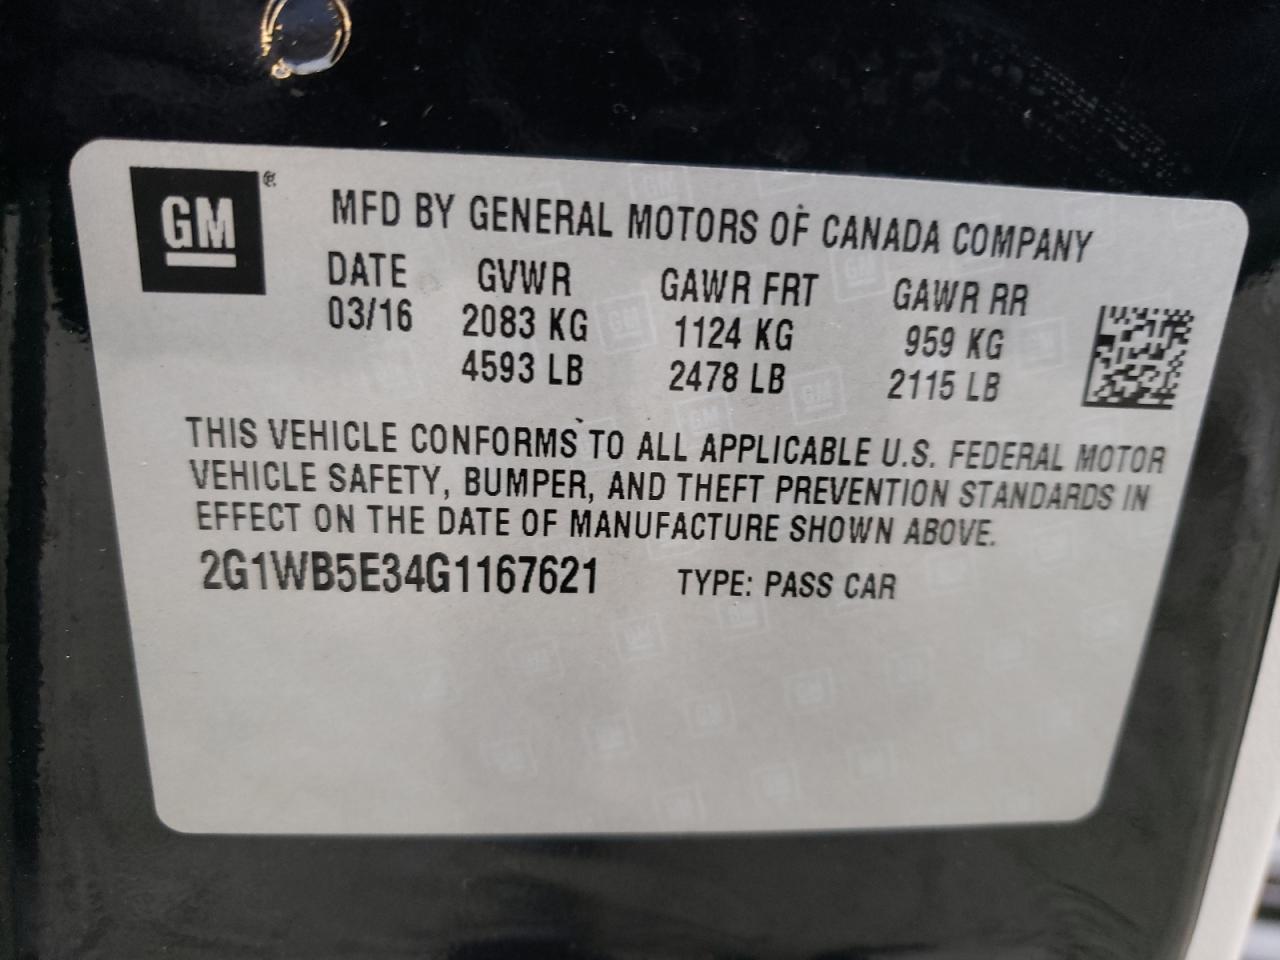 GM
MFD BY GENERAL MOTORS OF CANADA COMPANY
DATE GVWR GAWR FRT GAWR RR
03/16 2083 KG 1124 KG 959 KG
4593 LB 2478 LB 2115 LB
THIS VEHICLE CONFORMS TO ALL APPLICABLE U.S. FEDERAL MOTOR
VEHICLE SAFETY, BUMPER, AND THEFT PREVENTION STANDARDS IN
EFFECT ON THE DATE OF MANUFACTURE SHOWN ABOVE.
2G1WB5E34G1167621 TYPE: PASS CAR